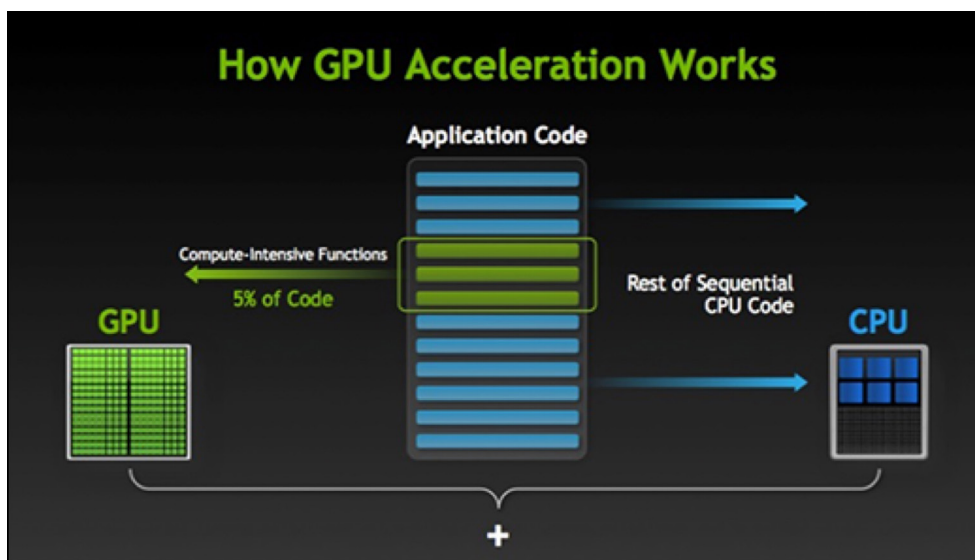 How GPU Acceleration Works
Application Code
Compute-Intensive Functions
5% of Code
Rest of Sequential
CPU Code
GPU
CPU
+